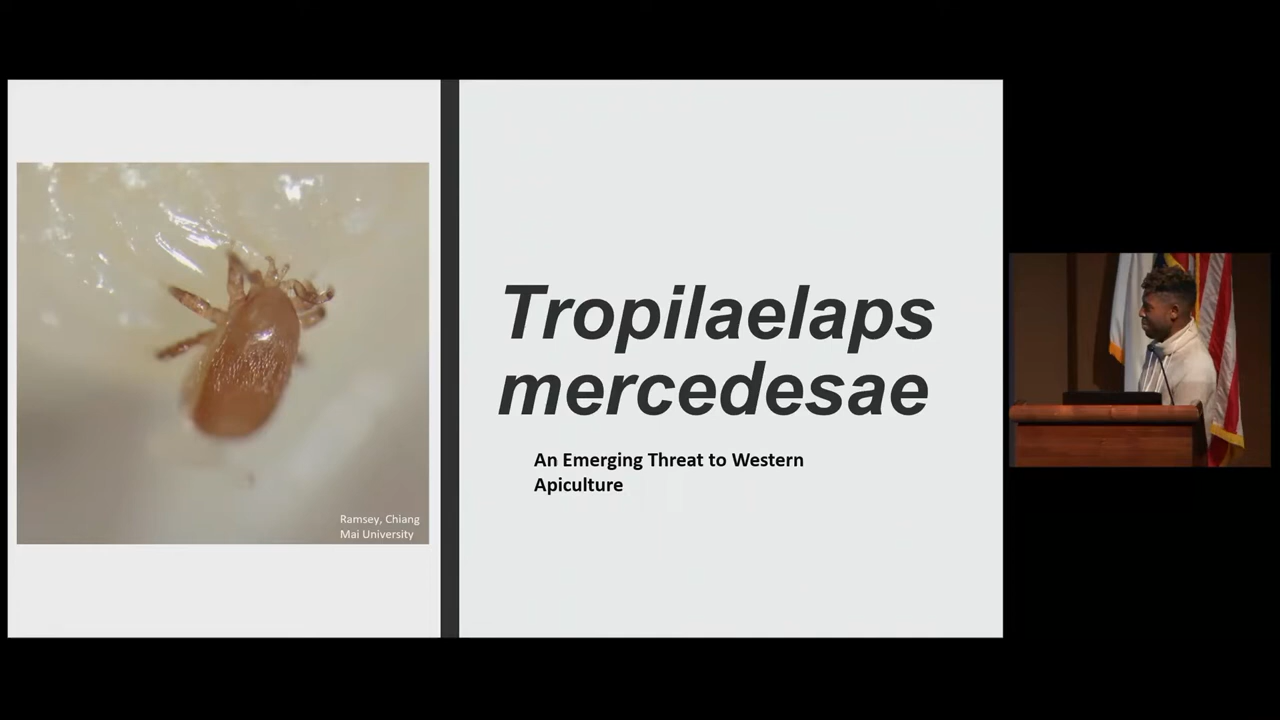 Ramsey, Chiang
Mai University
Tropilaelaps
mercedesae
An Emerging Threat to Western
Apiculture